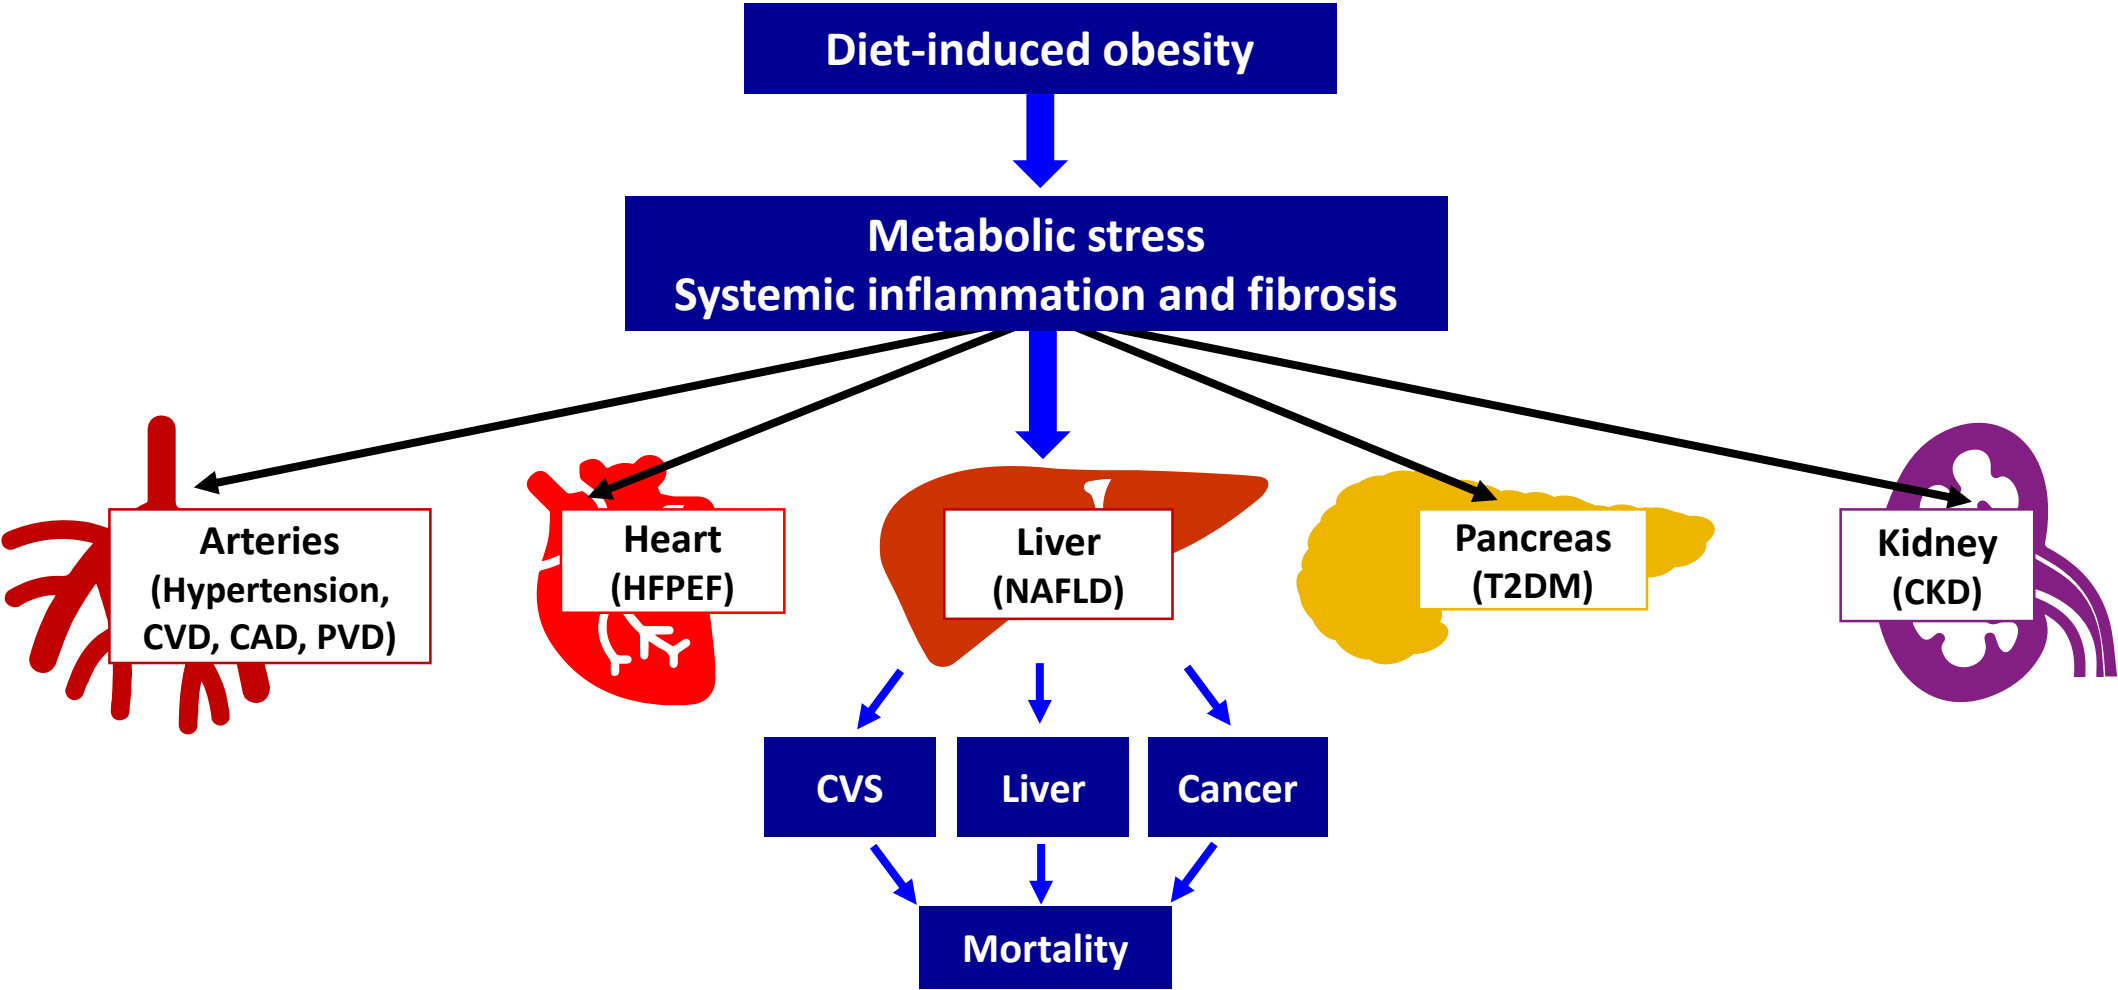 Diet-induced obesity
Metabolic stress
Systemic inflammation and fibrosis
Arteries
(Hypertension,
CVD, CAD, PVD)
Heart
(HFPEF)
Liver
(NAFLD)
Pancreas
(T2DM)
Kidney
(CKD)
CVS
Liver
Cancer
Mortality